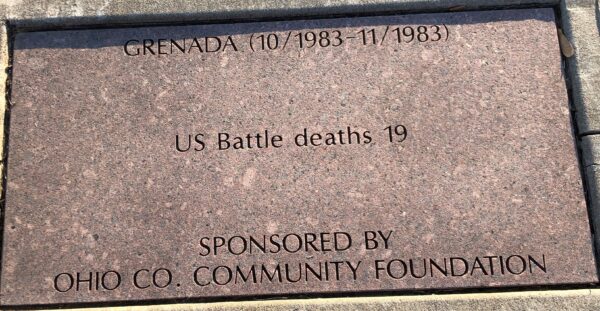 GRENADA (10/1983-11/1983)
US Battle deaths 19
SPONSORED BY
OHIO CO. COMMUNITY FOUNDATION